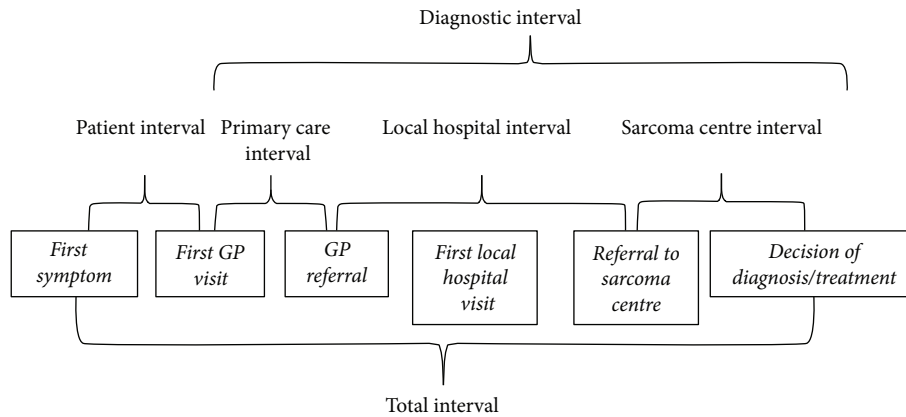 Diagnostic interval
Patient interval
Primary care
interval
Local hospital interval
Sarcoma centre interval
First
symptom
First GP
visit
GP
referral
First local
hospital
visit
Referral to
sarcoma
centre
Decision of
diagnosis/treatment
Total interval